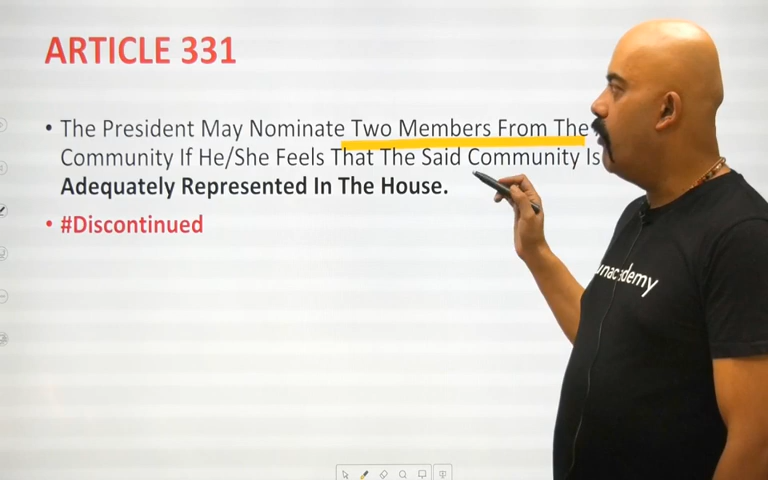 ARTICLE 331
• The President May Nominate Two Members From The
Community If He/She Feels That The Said Community Is
Adequately Represented In The House.
• #Discontinued
unacademy